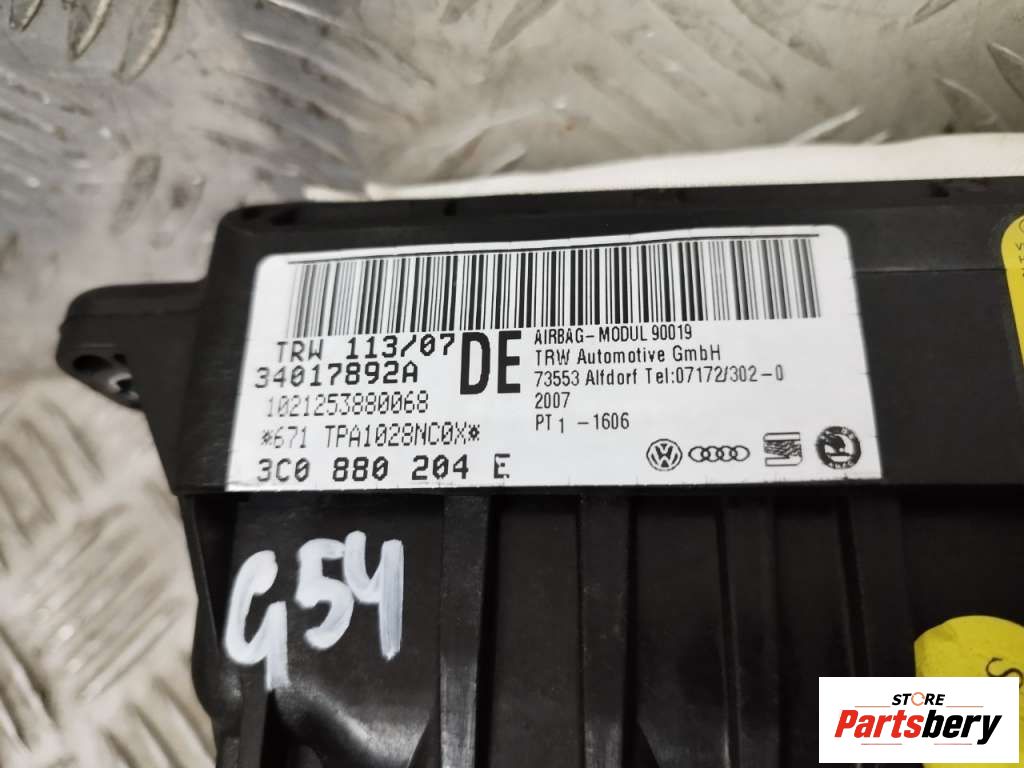 TRW 113/07
34017892A
1021253880068
*671 TPA1028NC0X*
3C0 880 204 E
DE
AIRBAG-MODUL 90019
TRW Automotive GmbH
73553 Alfdorf Tel:07172/302-0
2007
PT1 -1606
G54
STORE
Partsbery